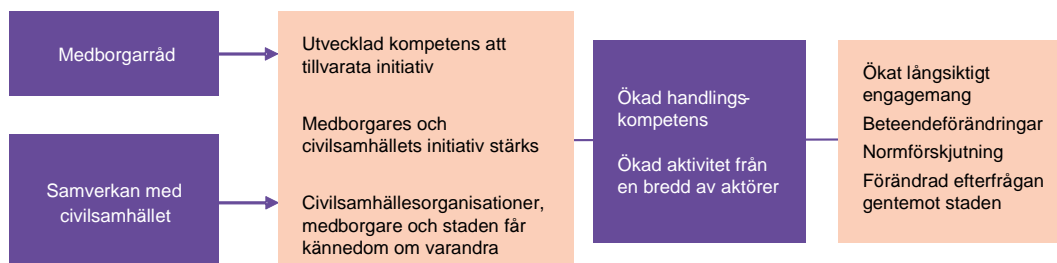 Medborgarråd
Samverkan med
civilsamhället
Utvecklad kompetens att
tillvarata initiativ
Medborgares och
civilsamhällets initiativ stärks
Civilsamhällesorganisationer,
medborgare och staden får
kännedom om varandra
Ökad handlings-
kompetens
Ökad aktivitet från
en bredd av aktörer
Ökat långsiktigt
engagemang
Beteendeförändringar
Normförskjutning
Förändrad efterfrågan
gentemot staden